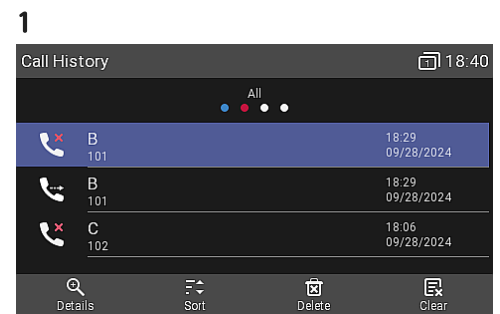 1
Call History 1 18:40
All
B 18:29
101 09/28/2024
B 18:29
101 09/28/2024
C 18:06
102 09/28/2024
Details Sort Delete Clear